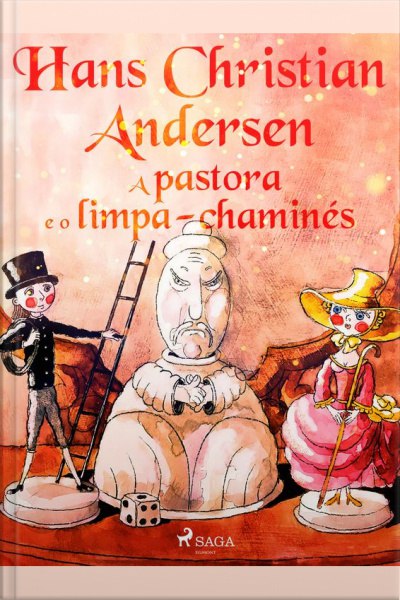 Hans Christian
Andersen
A pastora
e o limpa-chaminés
SAGA
EGMONT